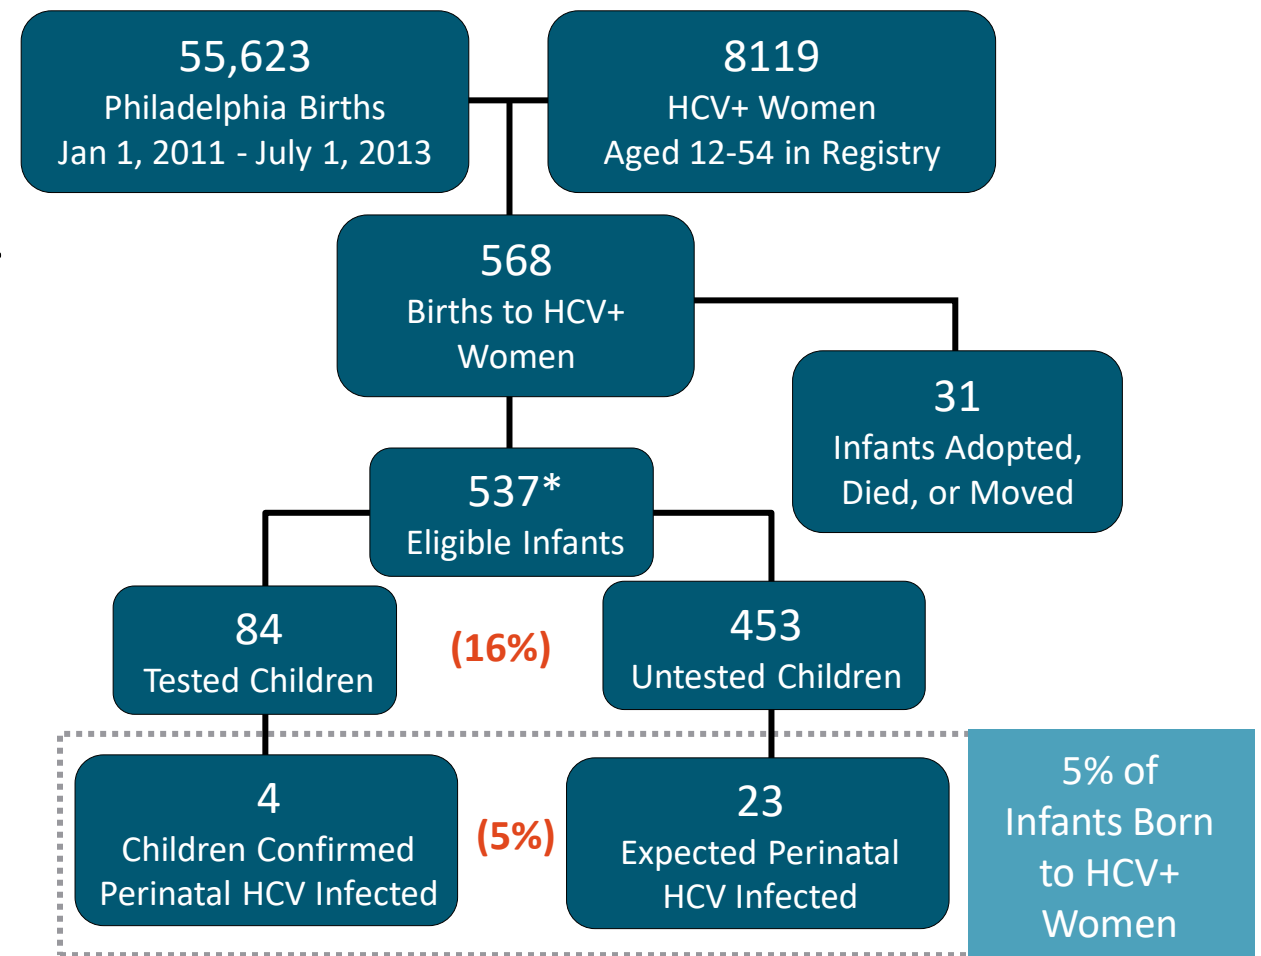 55,623
Philadelphia Births
Jan 1, 2011 - July 1, 2013
8119
HCV+ Women
Aged 12-54 in Registry
568
Births to HCV+
Women
31
Infants Adopted,
Died, or Moved
537*
Eligible Infants
84
Tested Children
(16%)
453
Untested Children
4
Children Confirmed
Perinatal HCV Infected
(5%)
23
Expected Perinatal
HCV Infected
5% of
Infants Born
to HCV+
Women